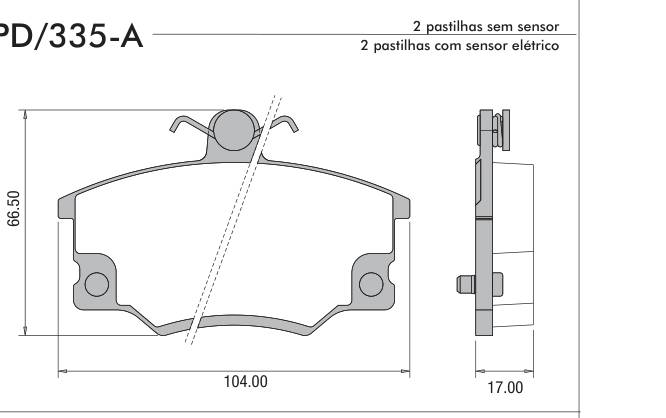 PD/335-A
2 pastilhas sem sensor
2 pastilhas com sensor elétrico
66.50
104.00
17.00